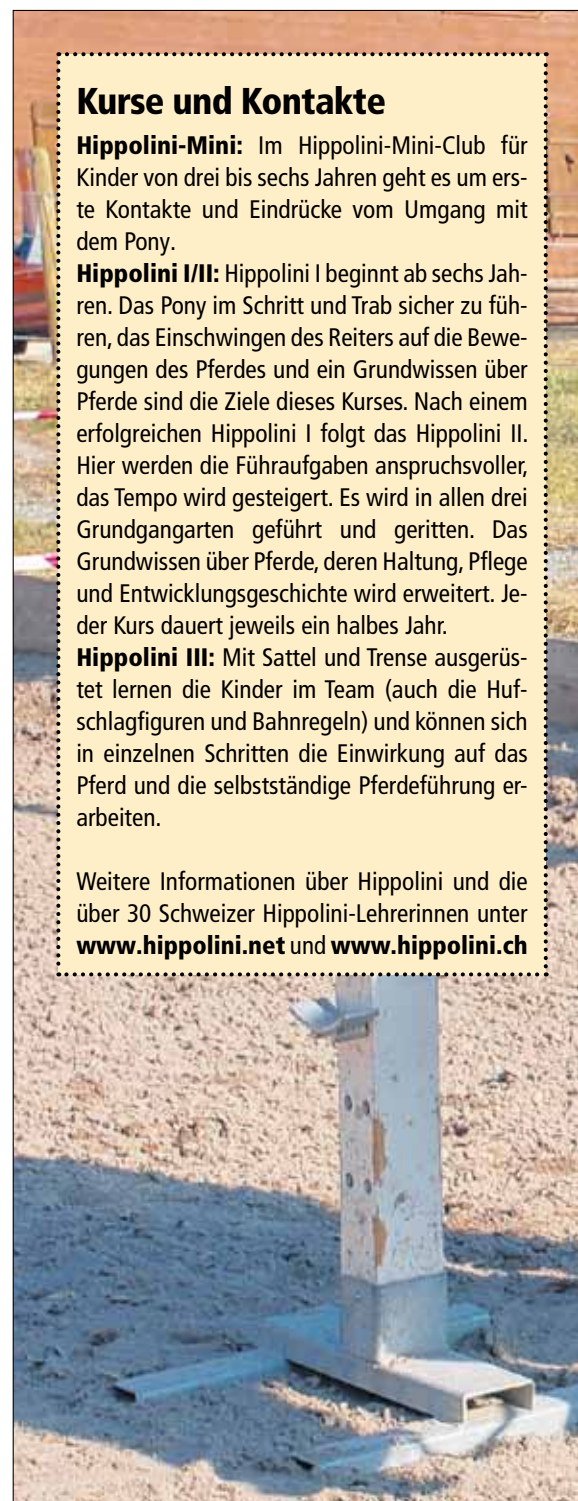 Kurse und Kontakte
Hippolini-Mini: Im Hippolini-Mini-Club für
Kinder von drei bis sechs Jahren geht es um ers-
te Kontakte und Eindrücke vom Umgang mit
dem Pony.
Hippolini I/II: Hippolini I beginnt ab sechs Jah-
ren. Das Pony im Schritt und Trab sicher zu füh-
ren, das Einschwingen des Reiters auf die Bewe-
gungen des Pferdes und ein Grundwissen über
Pferde sind die Ziele dieses Kurses. Nach einem
erfolgreichen Hippolini I folgt das Hippolini II.
Hier werden die Führaufgaben anspruchsvoller,
das Tempo wird gesteigert. Es wird in allen drei
Grundgangarten geführt und geritten. Das
Grundwissen über Pferde, deren Haltung, Pflege
und Entwicklungsgeschichte wird erweitert. Je-
der Kurs dauert jeweils ein halbes Jahr.
Hippolini III: Mit Sattel und Trense ausgerüs-
tet lernen die Kinder im Team (auch die Huf-
schlagfiguren und Bahnregeln) und können sich
in einzelnen Schritten die Einwirkung auf das
Pferd und die selbstständige Pferdeführung er-
arbeiten.
Weitere Informationen über Hippolini und die
über 30 Schweizer Hippolini-Lehrerinnen unter
www.hippolini.net und www.hippolini.ch